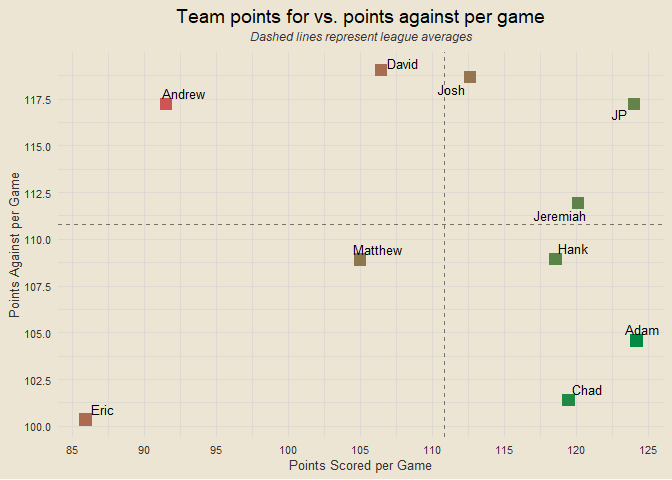 Team points for vs. points against per game
Dashed lines represent league averages
David
Josh
Andrew
JP
Jeremiah
Matthew
Hank
Adam
Chad
Eric
117.5
115.0
112.5
110.0
107.5
105.0
102.5
100.0
Points Against per Game
85 90 95 100 105 110 115 120 125
Points Scored per Game